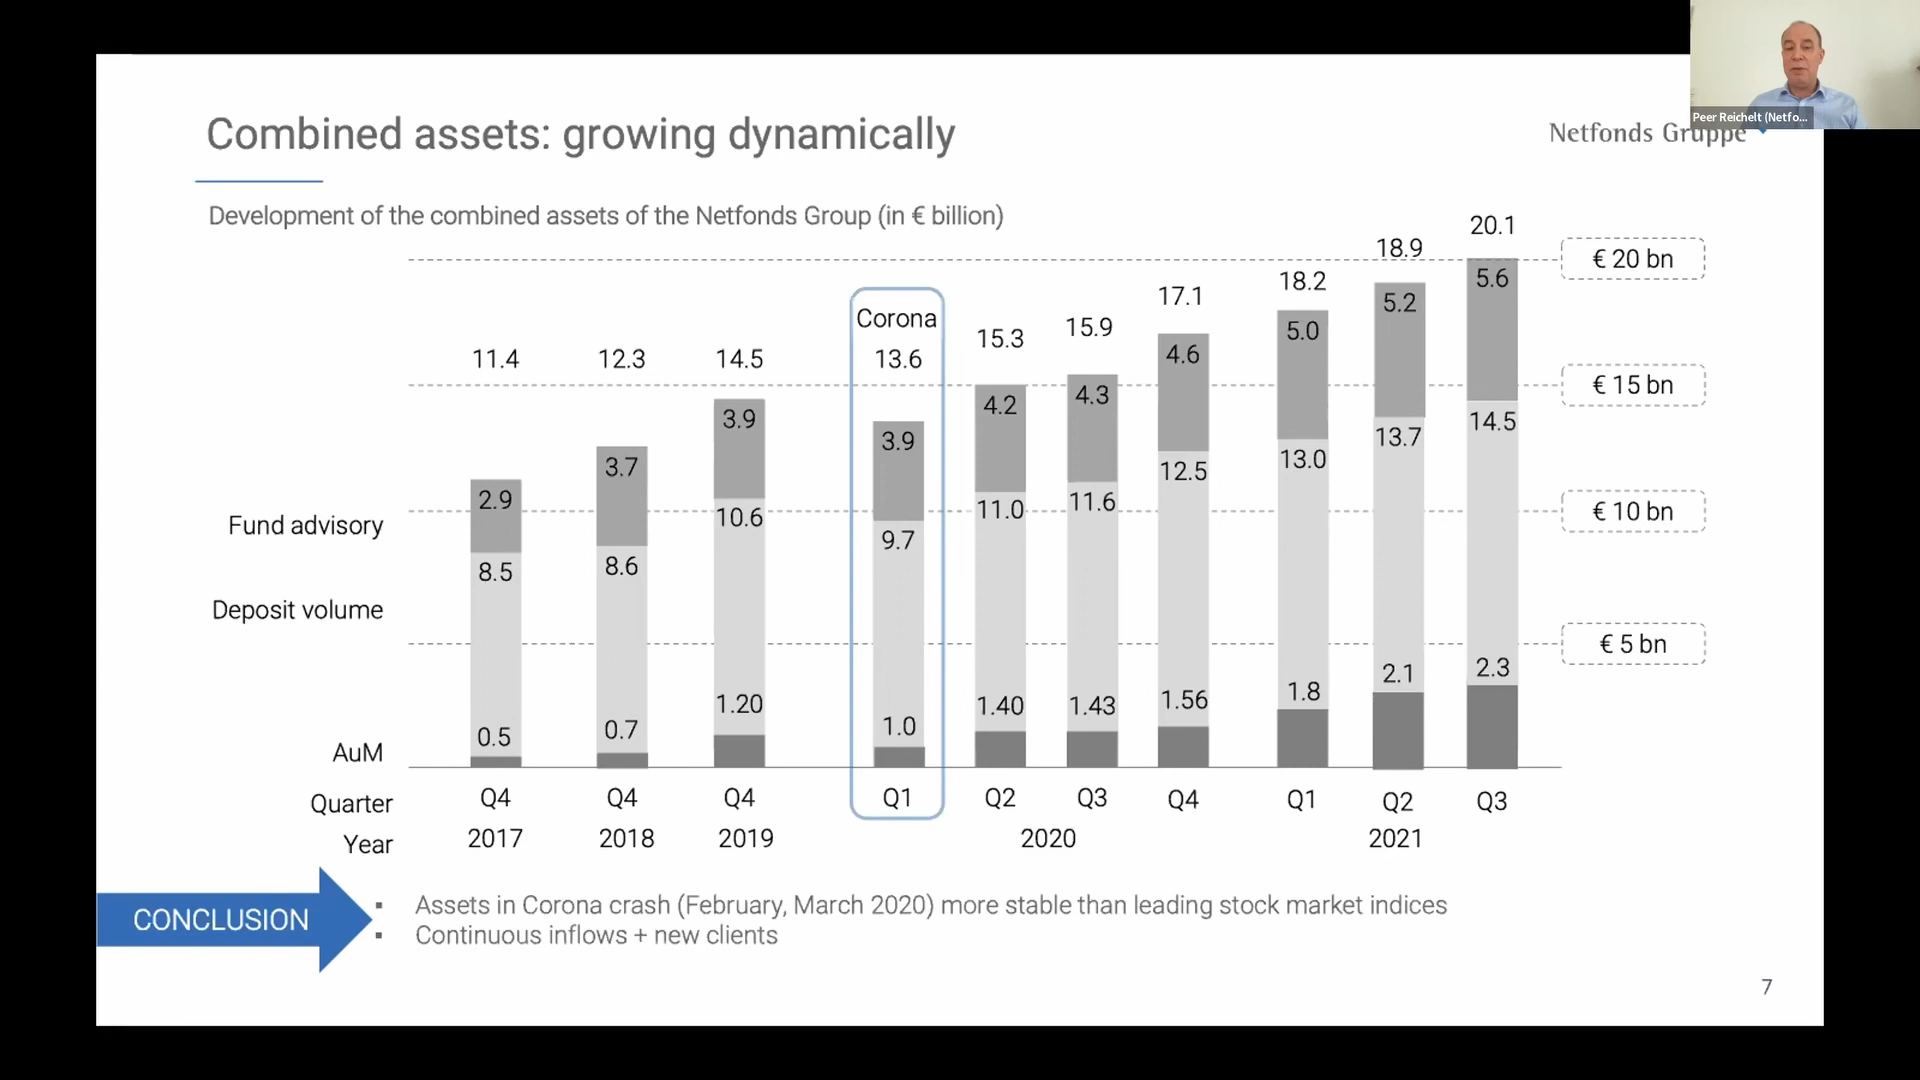 Peer Reichelt (Netfo...
Combined assets: growing dynamically
Netfonds Gruppe
Development of the combined assets of the Netfonds Group (in € billion)
20.1
18.9
€ 20 bn
5.6
18.2
17.1
5.2
Corona
15.9
15.3
5.0
11.4 12.3 14.5 13.6
4.6
€ 15 bn
4.3
4.2
3.9
3.9
14.5
13.7
13.0
3.7
12.5
2.9
11.6
11.0
10.6
€ 10 bn
Fund advisory
9.7
8.6
8.5
Deposit volume
€ 5 bn
2.3
2.1
1.8
1.56
1.43
1.40
1.20
1.0
0.7
0.5
AuM
Quarter Q4 Q4 Q4 Q1 Q2 Q3 Q4 Q1 Q2 Q3
Year 2017 2018 2019 2020 2021
CONCLUSION
▪ Assets in Corona crash (February, March 2020) more stable than leading stock market indices
▪ Continuous inflows + new clients
7